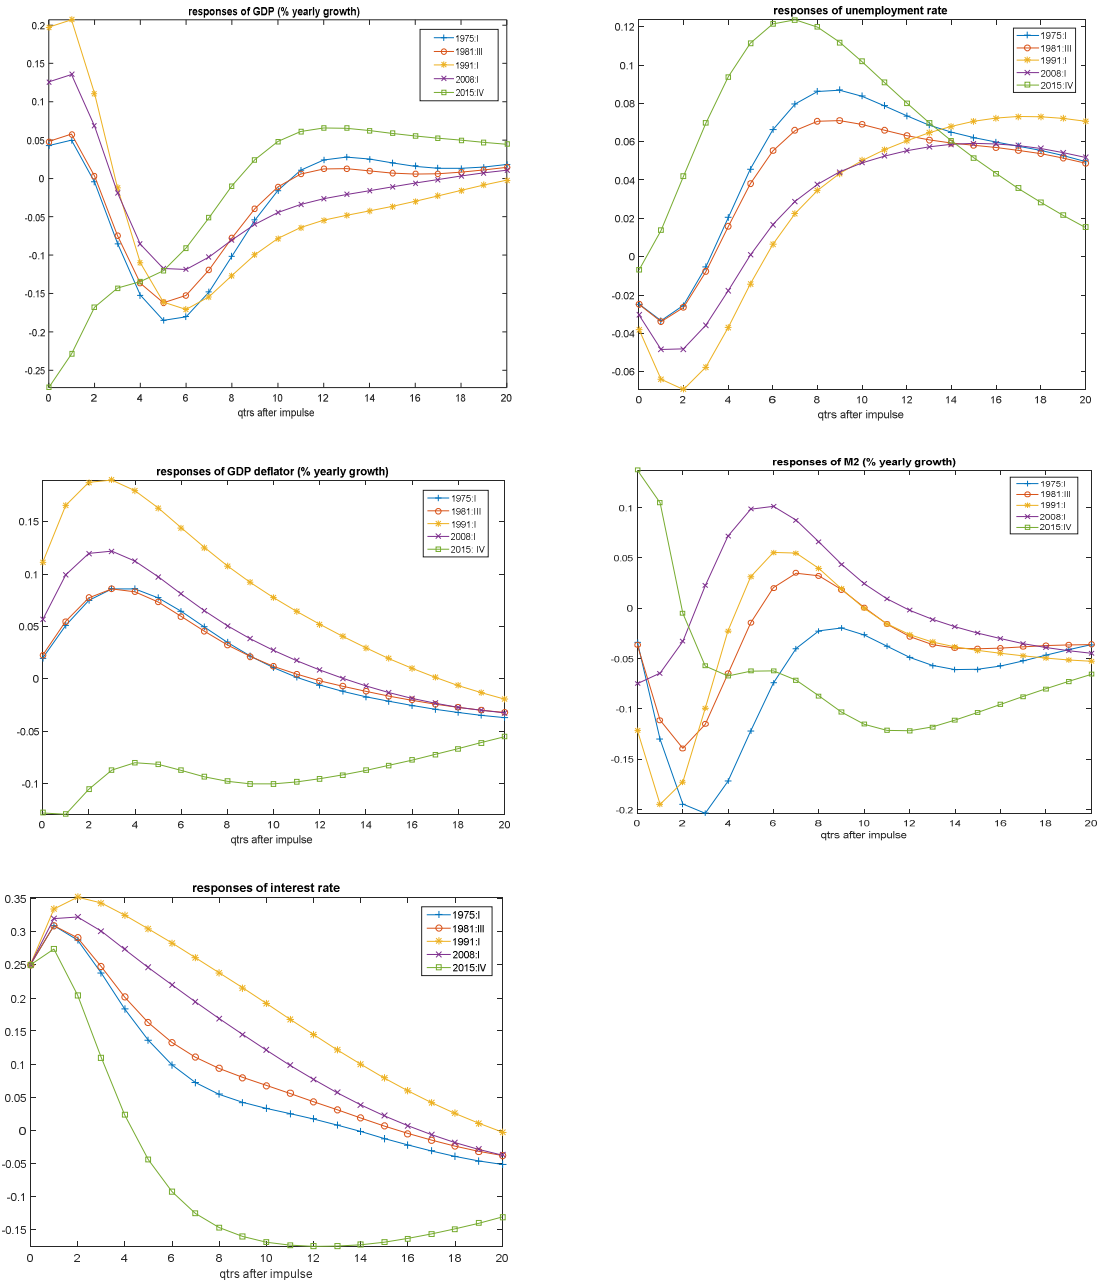 responses of GDP (% yearly growth)
0.2
0.15
0.1
0.05
0
-0.05
-0.1
-0.15
-0.2
-0.25
1975:I
1981:III
1991:I
2008:I
2015:IV
0 2 4 6 8 10 12 14 16 18 20
qtrs after impulse
responses of unemployment rate
0.12
0.1
0.08
0.06
0.04
0.02
0
-0.02
-0.04
-0.06
1975:I
1981:III
1991:I
2008:I
2015:IV
0 2 4 6 8 10 12 14 16 18 20
qtrs after impulse
responses of GDP deflator (% yearly growth)
0.15
0.1
0.05
0
-0.05
-0.1
1975:I
1981:III
1991:I
2008:I
2015: IV
0 2 4 6 8 10 12 14 16 18 20
qtrs after impulse
responses of M2 (% yearly growth)
0.1
0.05
0
-0.05
-0.1
-0.15
-0.2
1975:I
1981:III
1991:I
2008:I
2015:IV
0 2 4 6 8 10 12 14 16 18 20
qtrs after impulse
responses of interest rate
0.35
0.3
0.25
0.2
0.15
0.1
0.05
0
-0.05
-0.1
-0.15
1975:I
1981:III
1991:I
2008:I
2015:IV
0 2 4 6 8 10 12 14 16 18 20
qtrs after impulse